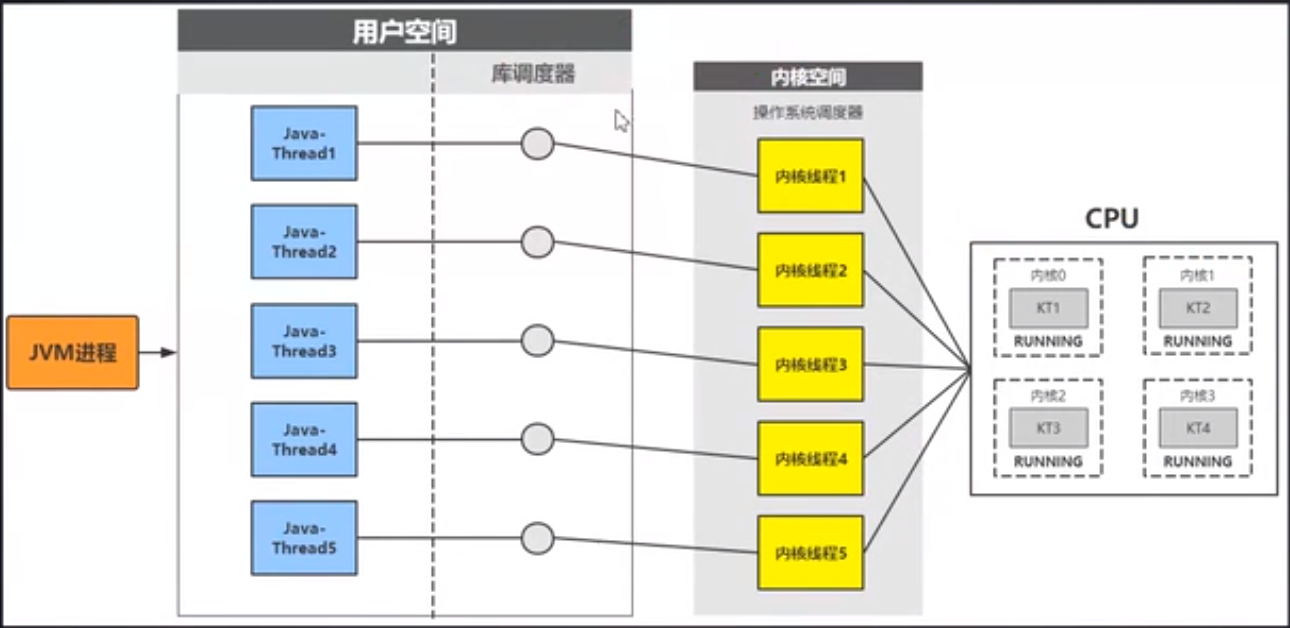 用户空间
库调度器
Java-
Thread1
Java-
Thread2
Java-
Thread3
Java-
Thread4
Java-
Thread5
JVM进程
内核空间
操作系统调度器
内核线程1
内核线程2
内核线程3
内核线程4
内核线程5
CPU
内核0
KT1
RUNNING
内核1
KT2
RUNNING
内核2
KT3
RUNNING
内核3
KT4
RUNNING